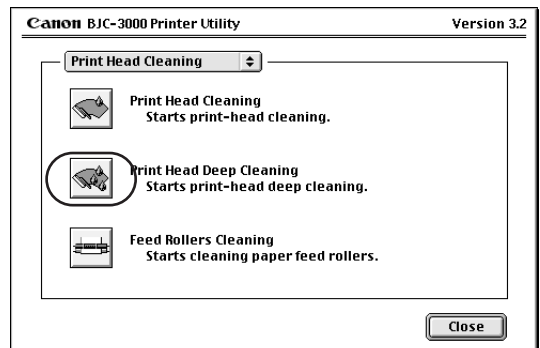 Canon BJC-3000 Printer Utility Version 3.2
Print Head Cleaning
Print Head Cleaning
Starts print-head cleaning.
Print Head Deep Cleaning
Starts print-head deep cleaning.
Feed Rollers Cleaning
Starts cleaning paper feed rollers.
Close